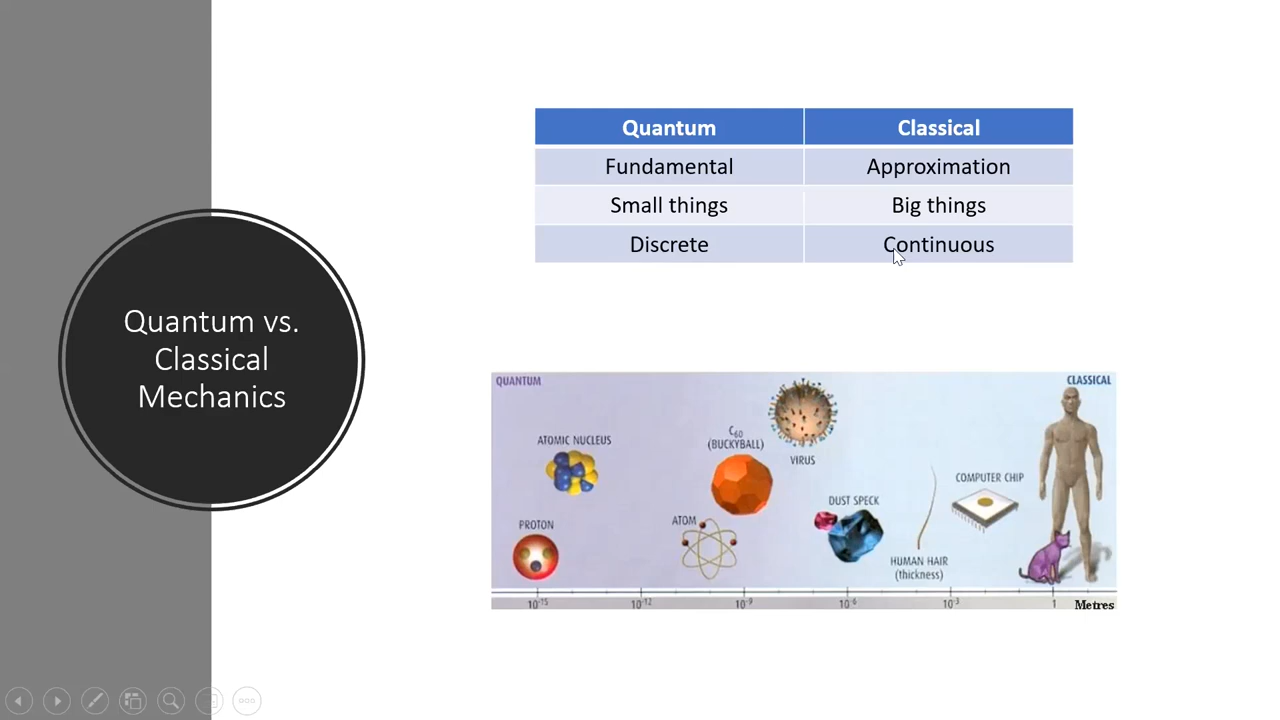 Quantum vs.
Classical
Mechanics
Quantum Classical
Fundamental Approximation
Small things Big things
Discrete Continuous
QUANTUM CLASSICAL
ATOMIC NUCLEUS
C60
(BUCKYBALL)
VIRUS
COMPUTER CHIP
DUST SPECK
PROTON
ATOM
HUMAN HAIR
(thickness)
10-15 10-12 10-9 10-6 10-3 1 Metres